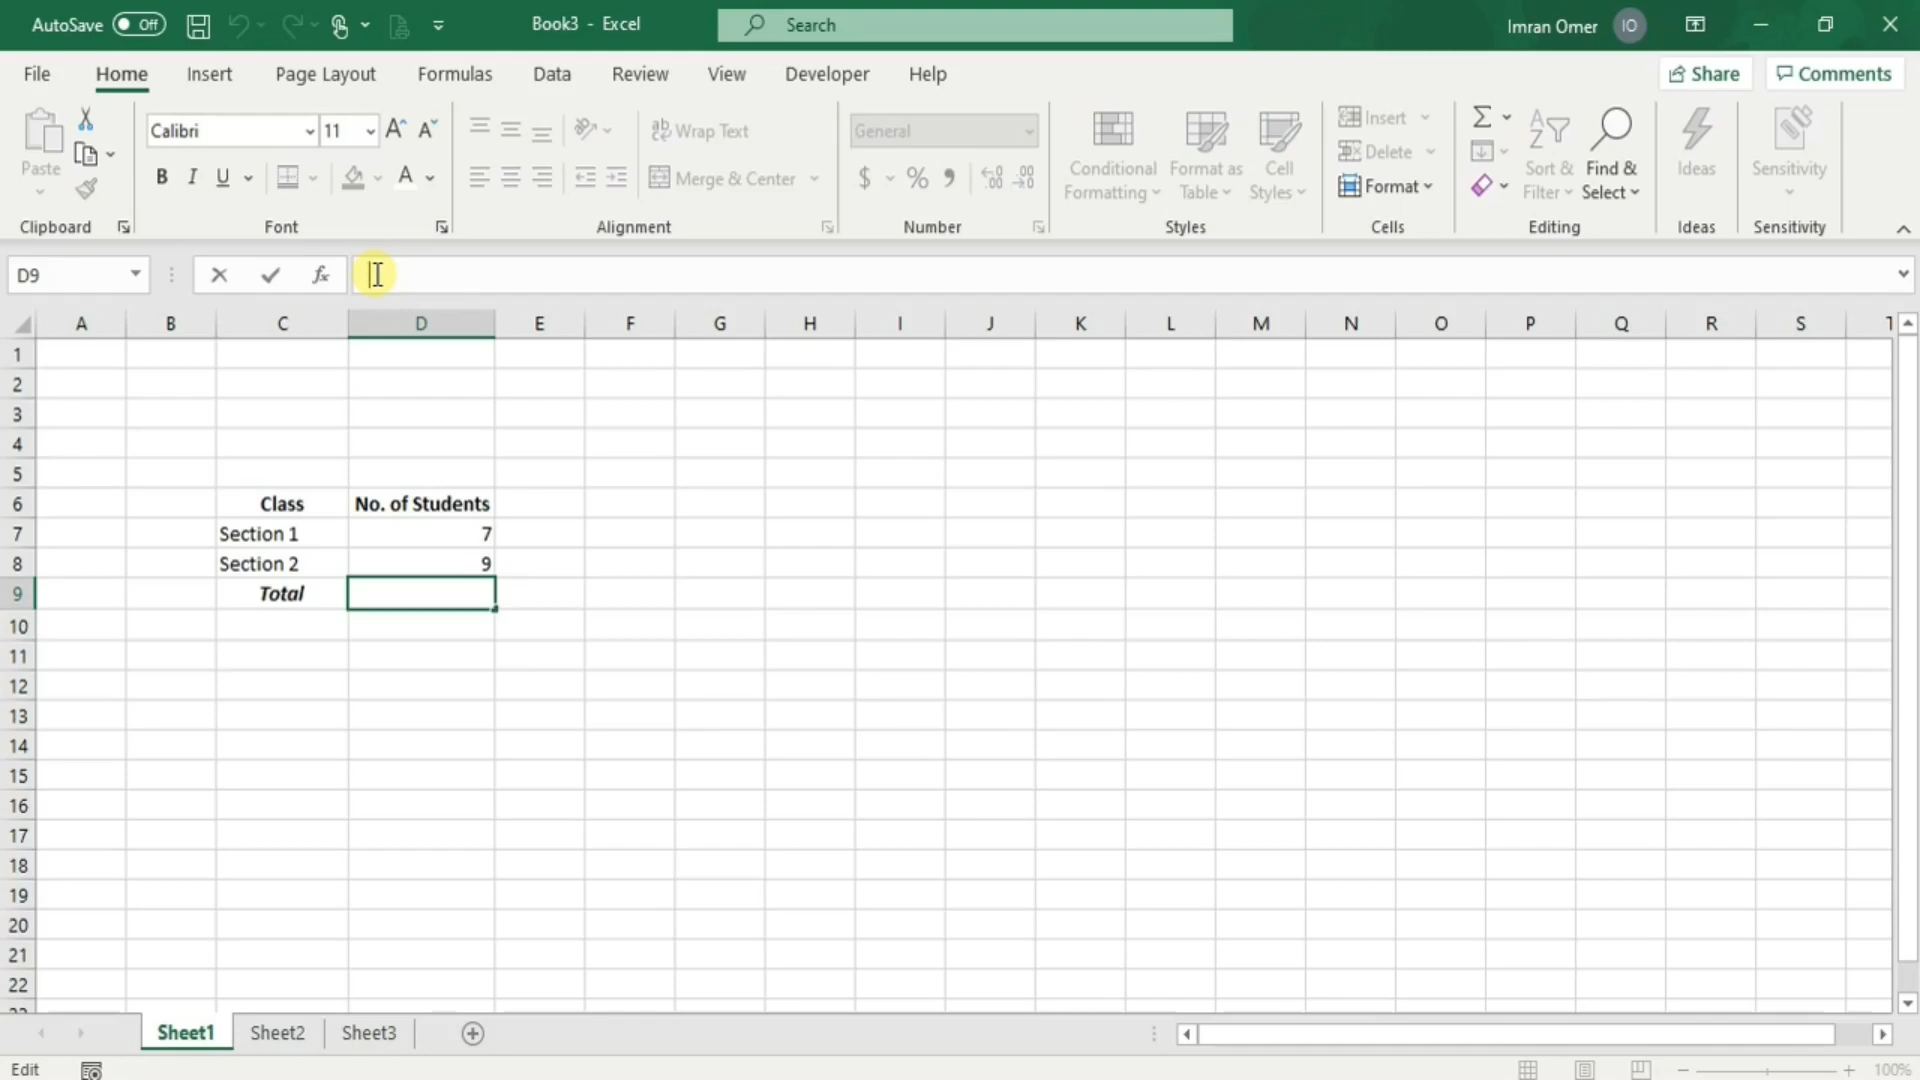 AutoSave Off Book3 - Excel Search Imran Omer IO
File Home Insert Page Layout Formulas Data Review View Developer Help Share Comments
Paste
Clipboard
Calibri 11
B I U A
Font
ab Wrap Text
Merge & Center
Alignment
General
$ % 9
Number
Conditional Formatting
Format as Table
Cell Styles
Styles
Insert
Delete
Format
Cells
Sort & Filter
Find & Select
Editing
Ideas
Ideas
Sensitivity
Sensitivity
D9 fx
A B C D E F G H I J K L M N O P Q R S T
1
2
3
4
5
6 Class No. of Students
7 Section 1 7
8 Section 2 9
9 Total
10
11
12
13
14
15
16
17
18
19
20
21
22
Sheet1 Sheet2 Sheet3
Edit 100%